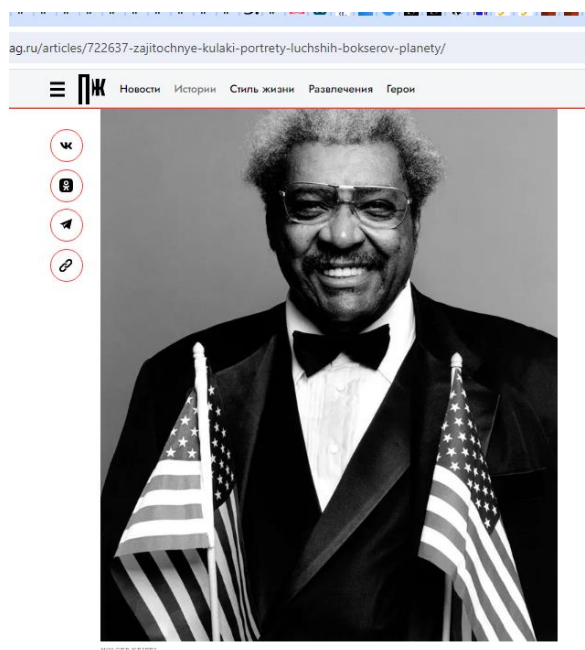 ag.ru/articles/722637-zajitochnye-kulaki-portrety-luchshih-bokserov-planety/
ПЖ Новости Истории Стиль жизни Развлечения Герои